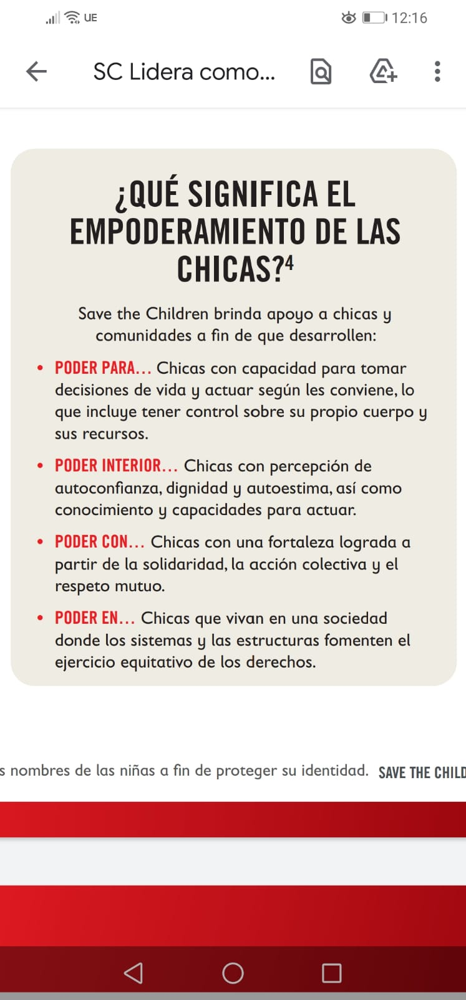 UE
12:16
SC Lidera como...
¿QUÉ SIGNIFICA EL
EMPODERAMIENTO DE LAS
CHICAS?⁴
Save the Children brinda apoyo a chicas y
comunidades a fin de que desarrollen:
• PODER PARA... Chicas con capacidad para tomar
decisiones de vida y actuar según les conviene, lo
que incluye tener control sobre su propio cuerpo y
sus recursos.
• PODER INTERIOR... Chicas con percepción de
autoconfianza, dignidad y autoestima, así como
conocimiento y capacidades para actuar.
• PODER CON... Chicas con una fortaleza lograda a
partir de la solidaridad, la acción colectiva y el
respeto mutuo.
• PODER EN... Chicas que vivan en una sociedad
donde los sistemas y las estructuras fomenten el
ejercicio equitativo de los derechos.
s nombres de las niñas a fin de proteger su identidad. SAVE THE CHILD